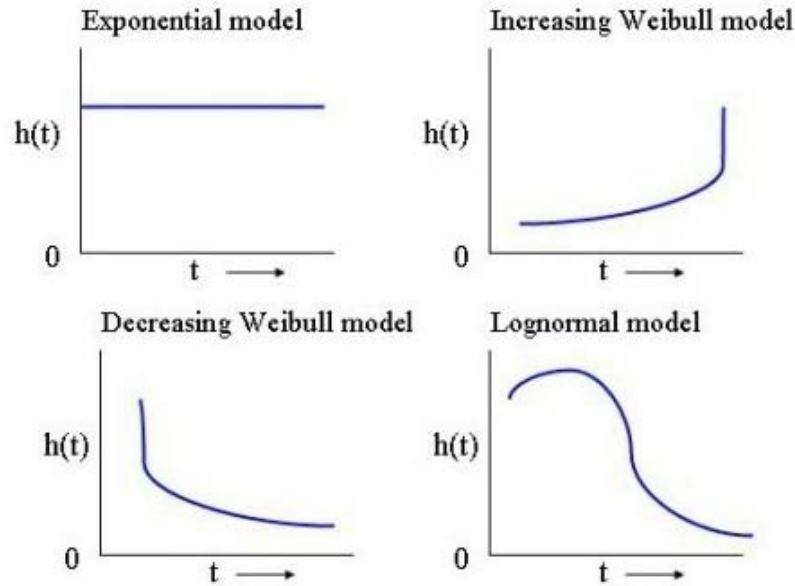 Exponential model
h(t)
0
t
Increasing Weibull model
h(t)
0
t
Decreasing Weibull model
h(t)
0
t
Lognormal model
h(t)
0
t